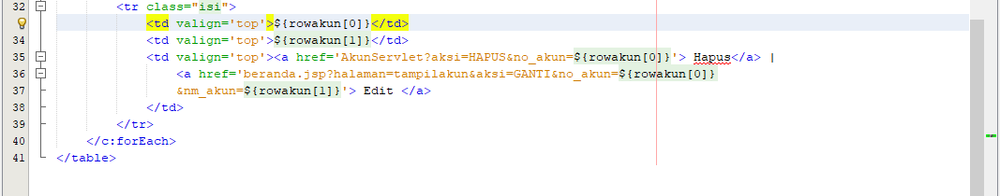 32 <tr class="isi">
<td valign='top'>${rowakun[0]}</td>
34 <td valign='top'>${rowakun[1]}</td>
35 <td valign='top'><a href='AkunServlet?aksi=HAPUS&no_akun=${rowakun[0]}'> Hapus</a> |
36 <a href='beranda.jsp?halaman=tampilakun&aksi=GANTI&no_akun=${rowakun[0]}
37 &nm_akun=${rowakun[1]}'> Edit </a>
38 </td>
39 </tr>
40 </c:forEach>
41 </table>